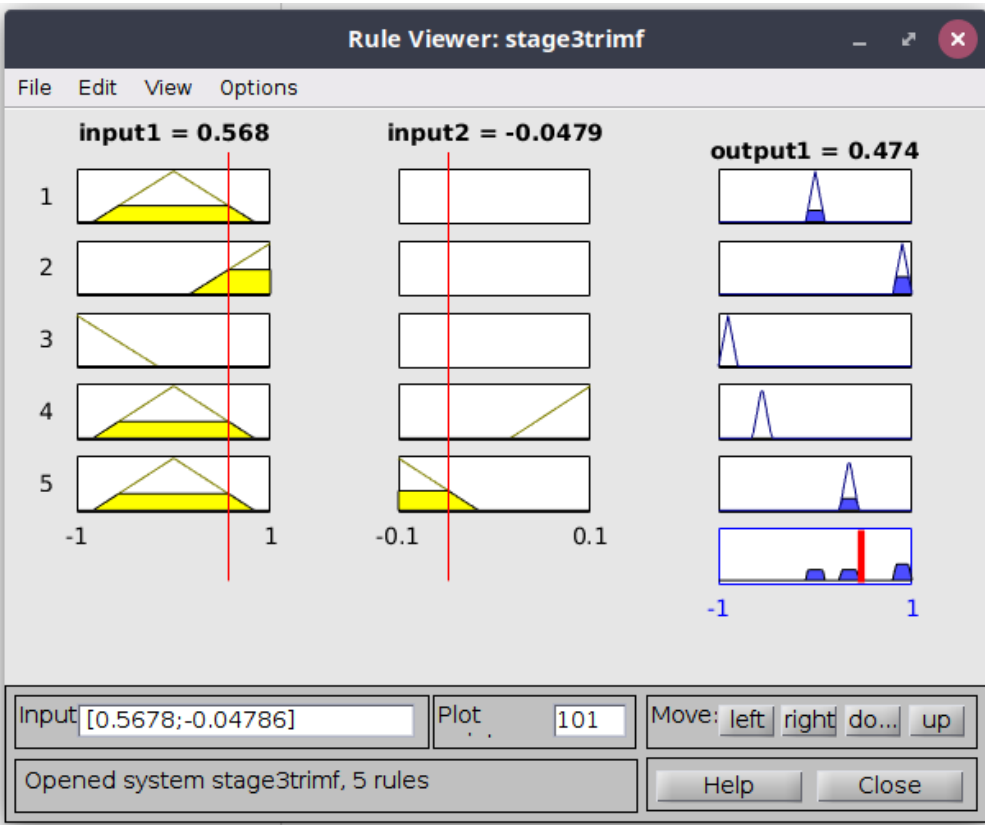 Rule Viewer: stage3trimf
File Edit View Options
input1 = 0.568
input2 = -0.0479
output1 = 0.474
1
2
3
4
5
-1 1
-0.1 0.1
-1 1
Input [0.5678;-0.04786]
Plot 101
Move: left right do... up
Opened system stage3trimf, 5 rules
Help Close